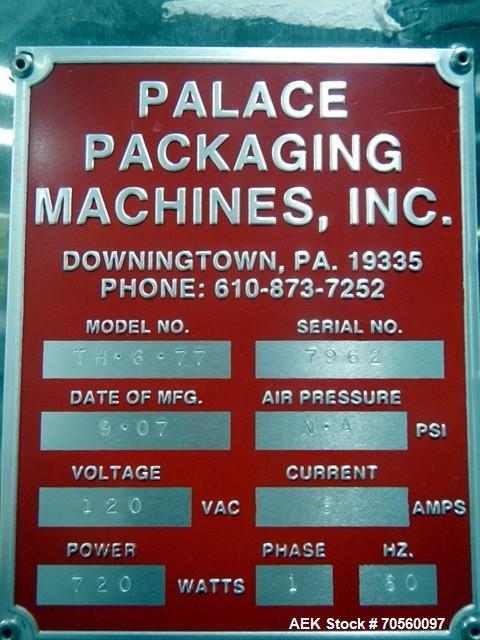 PALACE
PACKAGING
MACHINES, INC.
DOWNINGTOWN, PA. 19335
PHONE: 610-873-7252
MODEL NO. SERIAL NO.
TH·6·77 7962
DATE OF MFG. AIR PRESSURE
9·07 N·A PSI
VOLTAGE CURRENT
120 VAC 6 AMPS
POWER PHASE HZ.
720 WATTS 1 60
AEK Stock # 70560097